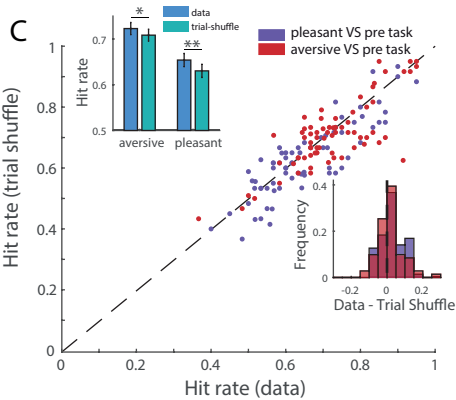 C
Hit rate (trial shuffle)
1
0.8
0.6
0.4
0.2
0
0
0.2
0.4
0.6
0.8
1
Hit rate (data)
data
trial-shuffle
Hit rate
0.7
0.6
0.5
*
**
aversive pleasant
pleasant VS pre task
aversive VS pre task
Frequency
0.4
0.2
0
-0.2 0 0.2
Data - Trial Shuffle